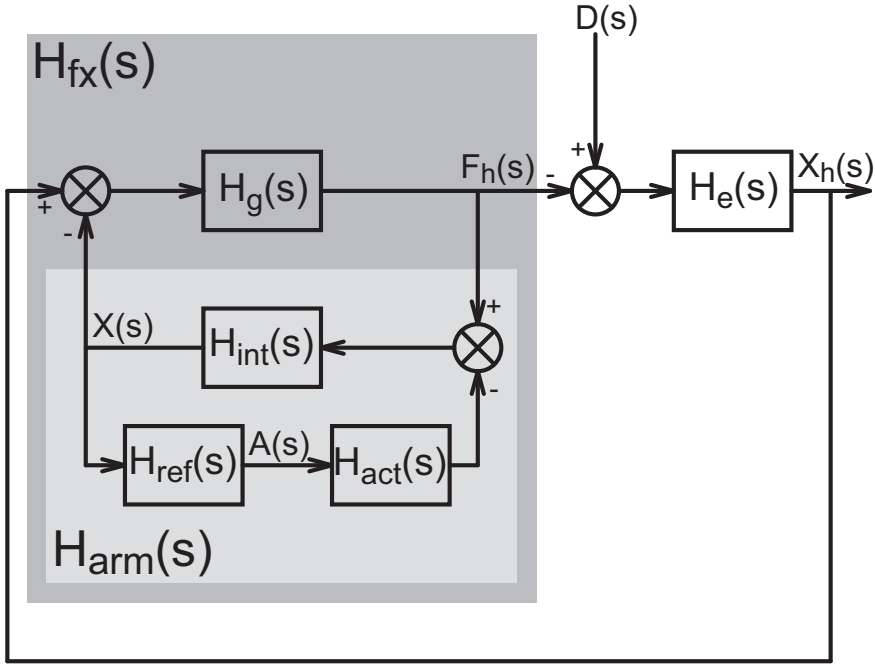 D(s)
H_fx(s)
+
F_h(s)
-
X_h(s)
+
H_g(s)
H_e(s)
-
X(s)
+
H_int(s)
-
H_ref(s)
A(s)
H_act(s)
H_arm(s)